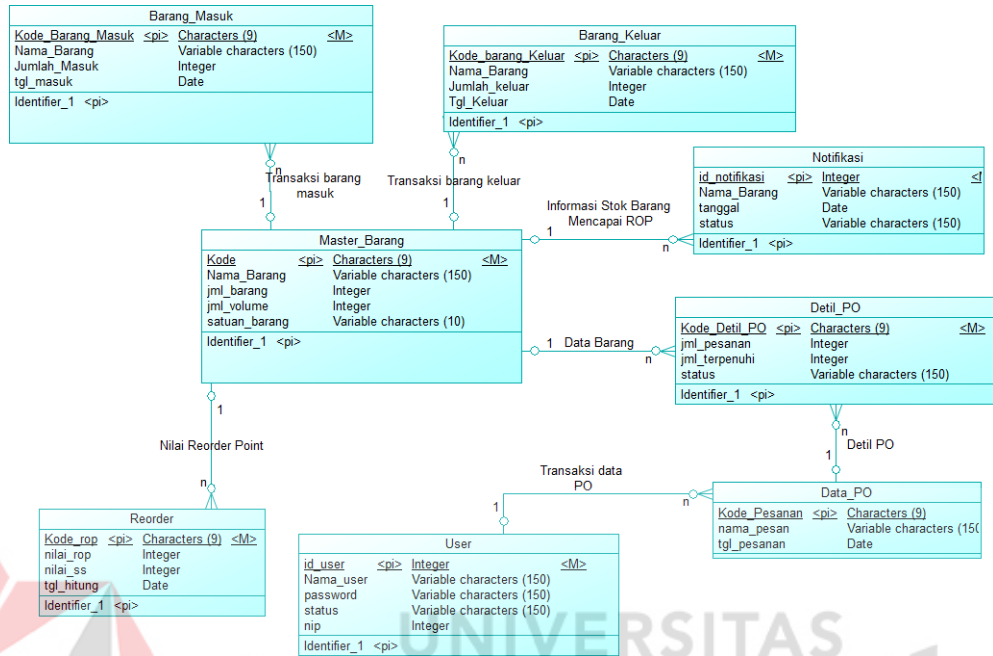 Barang_Masuk
Kode_Barang_Masuk <pi> Characters (9) <M>
Nama_Barang Variable characters (150)
Jumlah_Masuk Integer
tgl_masuk Date
Identifier_1 <pi>
Barang_Keluar
Kode_barang_Keluar <pi> Characters (9) <M>
Nama_Barang Variable characters (150)
Jumlah_keluar Integer
Tgl_Keluar Date
Identifier_1 <pi>
n
Transaksi barang
masuk
1
n
Transaksi barang keluar
1
Notifikasi
id_notifikasi <pi> Integer
Nama_Barang Variable characters (150)
tanggal Date
status Variable characters (150)
Identifier_1 <pi>
Informasi Stok Barang
Mencapai ROP
1
n
Master_Barang
Kode <pi> Characters (9) <M>
Nama_Barang Variable characters (150)
jml_barang Integer
jml_volume Integer
satuan_barang Variable characters (10)
Identifier_1 <pi>
Detil_PO
Kode_Detil_PO <pi> Characters (9) <M>
jml_pesanan Integer
jml_terpenuhi Integer
status Variable characters (150)
Identifier_1 <pi>
1 Data Barang
n
1
Nilai Reorder Point
n
n
Detil PO
1
Transaksi data
PO
1
n
Data_PO
Kode_Pesanan <pi> Characters (9)
nama_pesan Variable characters (150
tgl_pesanan Date
Reorder
Kode_rop <pi> Characters (9) <M>
nilai_rop Integer
nilai_ss Integer
tgl_hitung Date
Identifier_1 <pi>
User
id_user <pi> Integer <M>
Nama_user Variable characters (150)
password Variable characters (150)
status Variable characters (150)
nip Integer
Identifier_1 <pi>
UNIVERSITAS